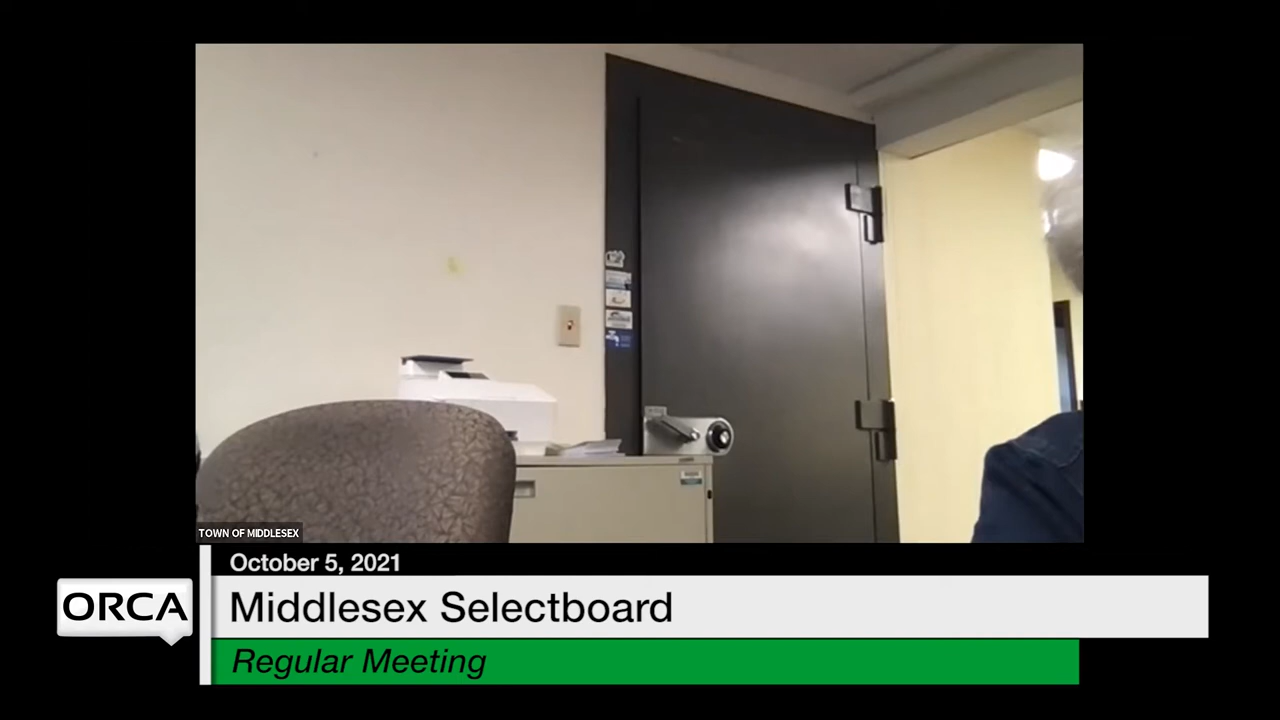 TOWN OF MIDDLESEX
October 5, 2021
ORCA
Middlesex Selectboard
Regular Meeting